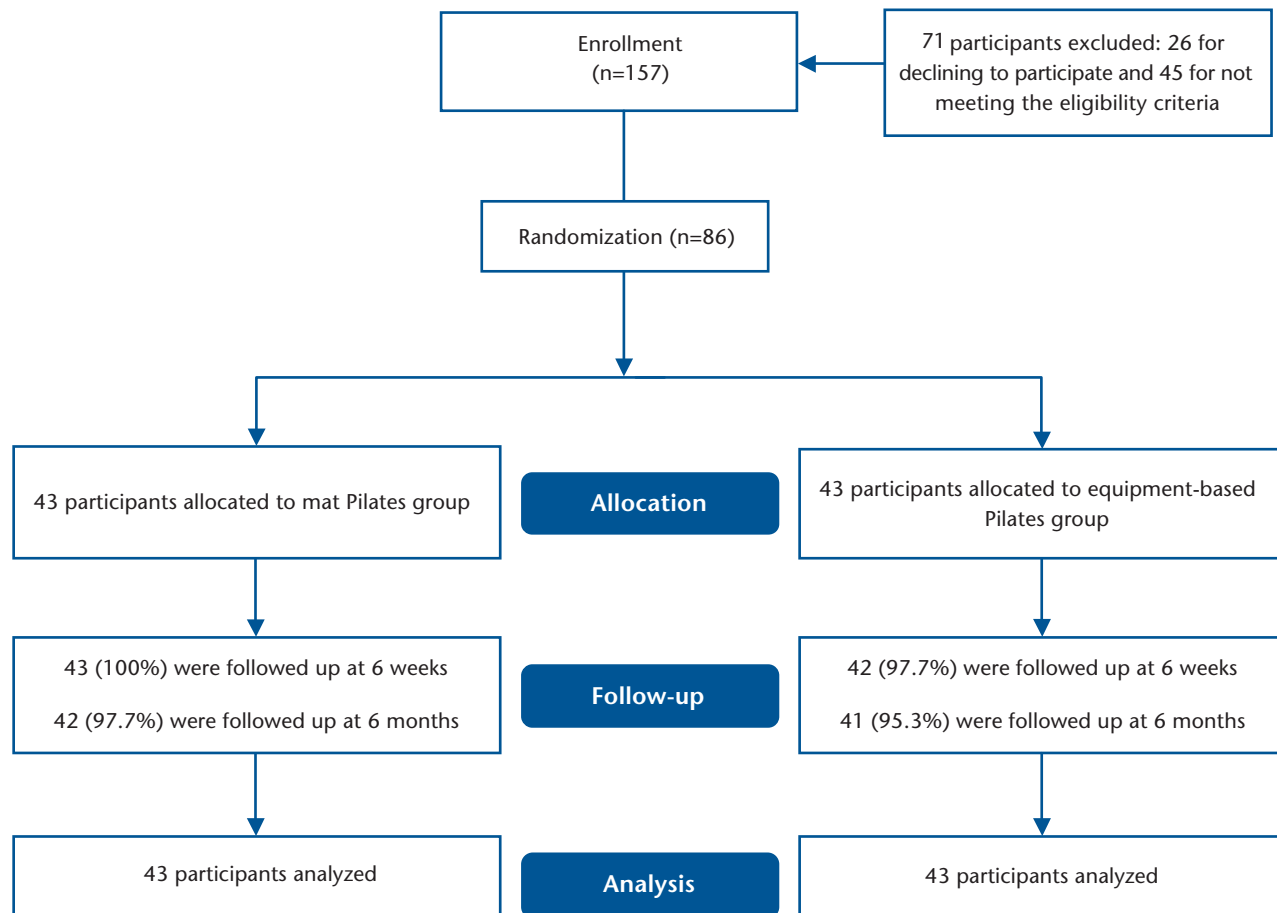 Enrollment
(n=157)
71 participants excluded: 26 for
declining to participate and 45 for not
meeting the eligibility criteria
Randomization (n=86)
43 participants allocated to mat Pilates group
Allocation
43 participants allocated to equipment-based
Pilates group
43 (100%) were followed up at 6 weeks
42 (97.7%) were followed up at 6 months
Follow-up
42 (97.7%) were followed up at 6 weeks
41 (95.3%) were followed up at 6 months
43 participants analyzed
Analysis
43 participants analyzed